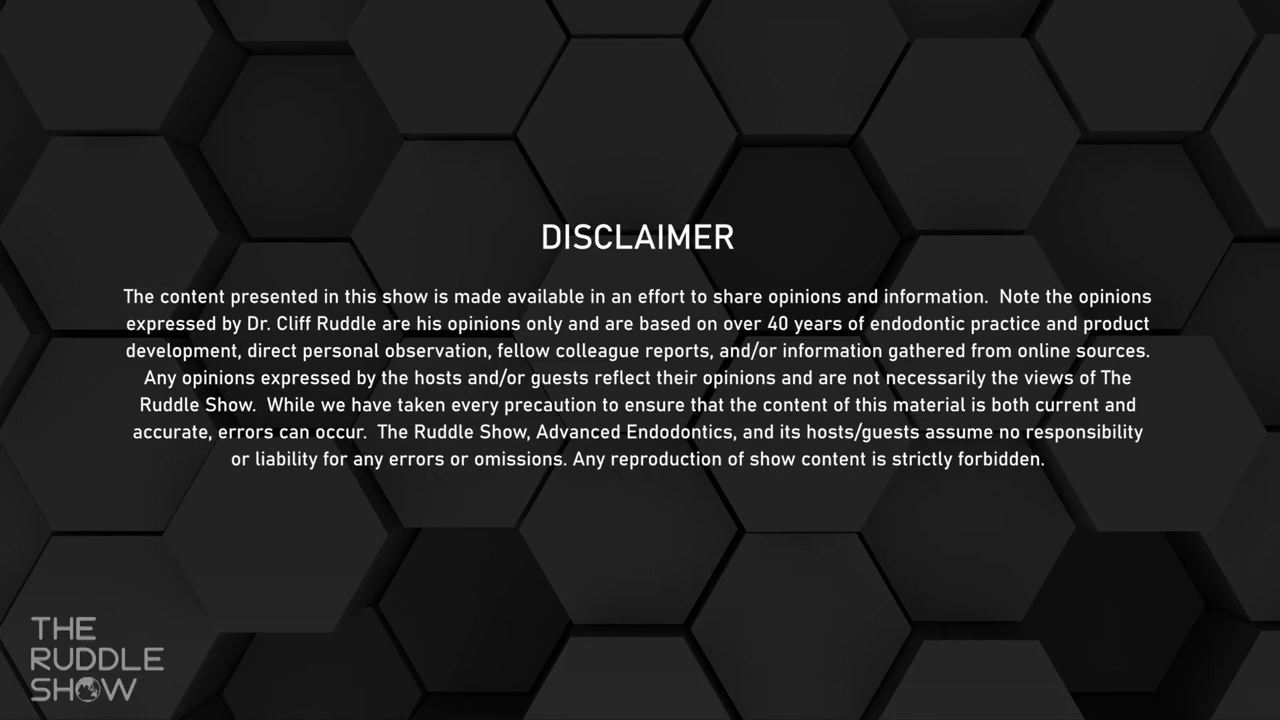 DISCLAIMER
The content presented in this show is made available in an effort to share opinions and information.  Note the opinions
expressed by Dr. Cliff Ruddle are his opinions only and are based on over 40 years of endodontic practice and product
development, direct personal observation, fellow colleague reports, and/or information gathered from online sources.
Any opinions expressed by the hosts and/or guests reflect their opinions and are not necessarily the views of The
Ruddle Show.  While we have taken every precaution to ensure that the content of this material is both current and
accurate, errors can occur.  The Ruddle Show, Advanced Endodontics, and its hosts/guests assume no responsibility
or liability for any errors or omissions. Any reproduction of show content is strictly forbidden.
THE
RUDDLE
SHOW